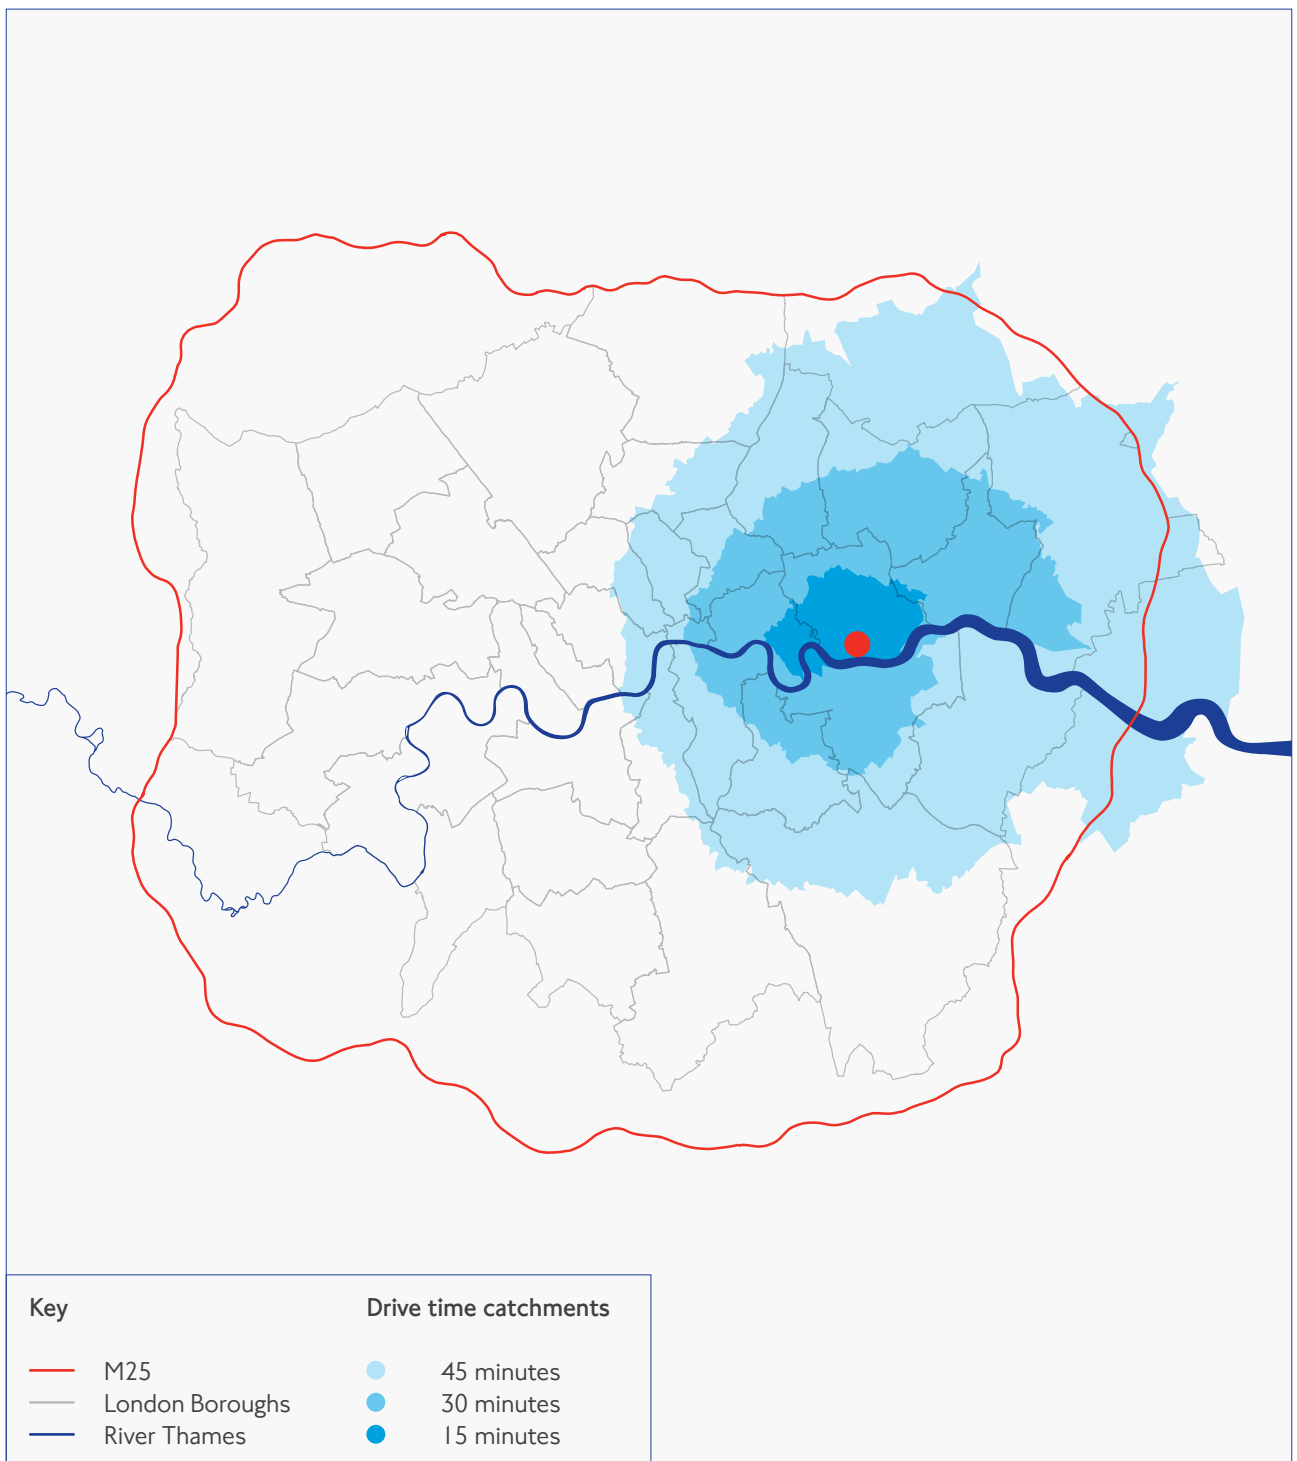 Key
Drive time catchments
M25
45 minutes
London Boroughs
30 minutes
River Thames
15 minutes